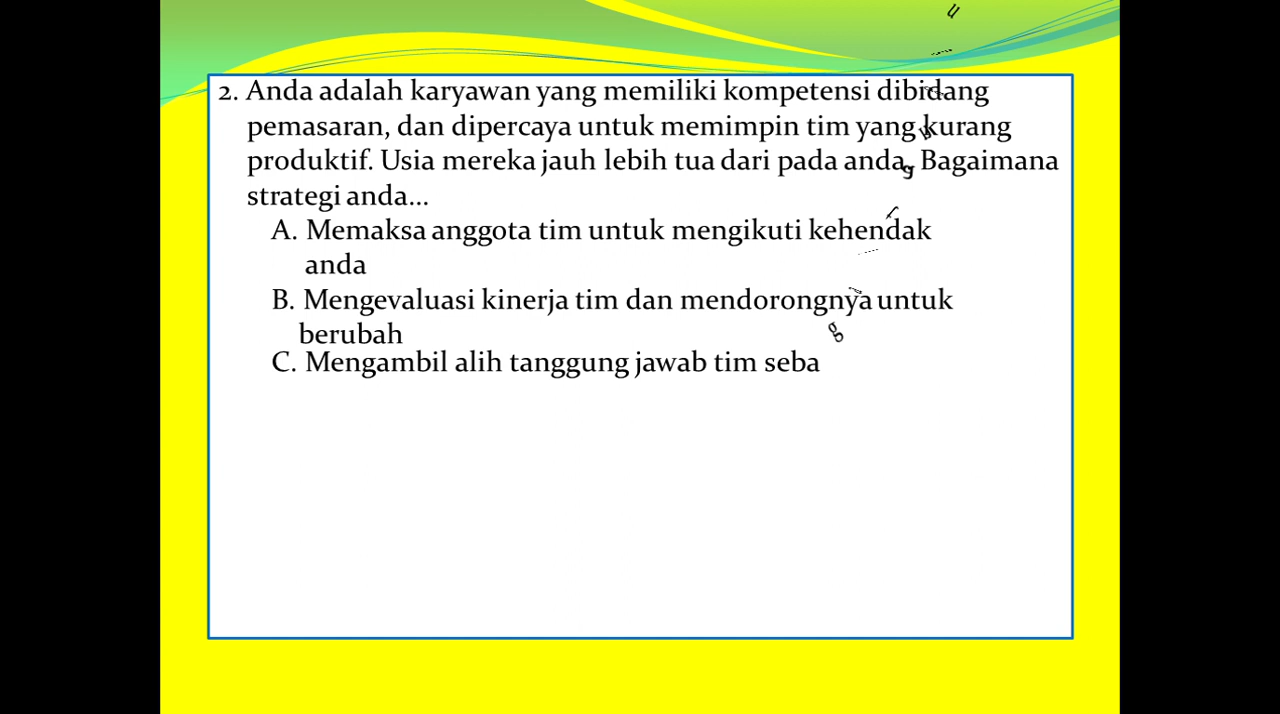 2. Anda adalah karyawan yang memiliki kompetensi dibidang
pemasaran, dan dipercaya untuk memimpin tim yang kurang
produktif. Usia mereka jauh lebih tua dari pada anda. Bagaimana
strategi anda...
A. Memaksa anggota tim untuk mengikuti kehendak
anda
B. Mengevaluasi kinerja tim dan mendorongnya untuk
berubah
C. Mengambil alih tanggung jawab tim seba